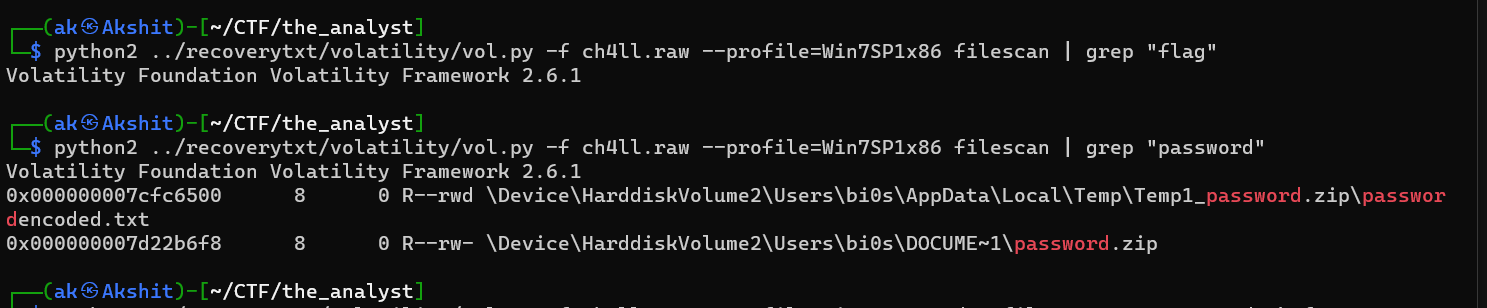 ┌──(ak㉿Akshit)-[~/CTF/the_analyst]
└─$ python2 ../recoverytxt/volatility/vol.py -f ch4ll.raw --profile=Win7SP1x86 filescan | grep "flag"
Volatility Foundation Volatility Framework 2.6.1
┌──(ak㉿Akshit)-[~/CTF/the_analyst]
└─$ python2 ../recoverytxt/volatility/vol.py -f ch4ll.raw --profile=Win7SP1x86 filescan | grep "password"
Volatility Foundation Volatility Framework 2.6.1
0x000000007cfc6500      8      0 R--rwd \Device\HarddiskVolume2\Users\bi0s\AppData\Local\Temp\Temp1_password.zip\passwor
dencoded.txt
0x000000007d22b6f8      8      0 R--rw- \Device\HarddiskVolume2\Users\bi0s\DOCUME~1\password.zip
┌──(ak㉿Akshit)-[~/CTF/the_analyst]